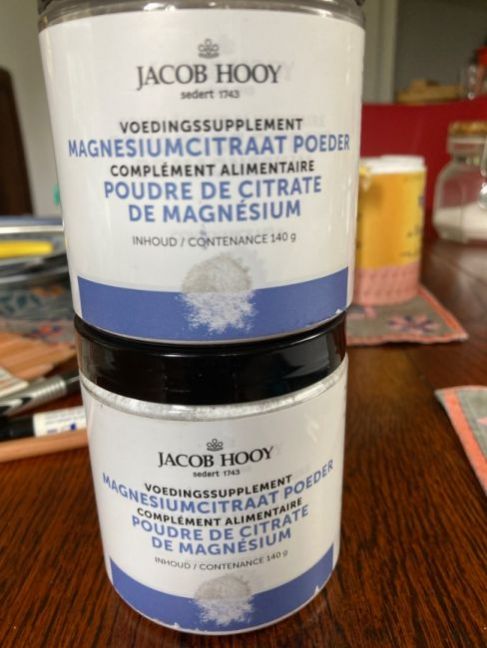 JACOB HOOY
sedert 1743
VOEDINGSSUPPLEMENT
MAGNESIUMCITRAAT POEDER
COMPLÉMENT ALIMENTAIRE
POUDRE DE CITRATE
DE MAGNÉSIUM
INHOUD / CONTENANCE 140 g
JACOB HOOY
sedert 1743
VOEDINGSSUPPLEMENT
MAGNESIUMCITRAAT POEDER
COMPLÉMENT ALIMENTAIRE
POUDRE DE CITRATE
DE MAGNÉSIUM
INHOUD / CONTENANCE 140 g